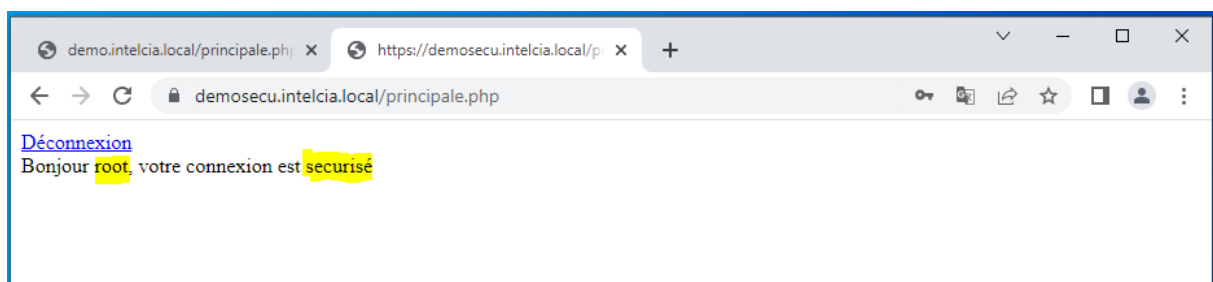 demo.intelcia.local/principale.php
https://demosecu.intelcia.local/pr
demosecu.intelcia.local/principale.php
Déconnexion
Bonjour root, votre connexion est securisé